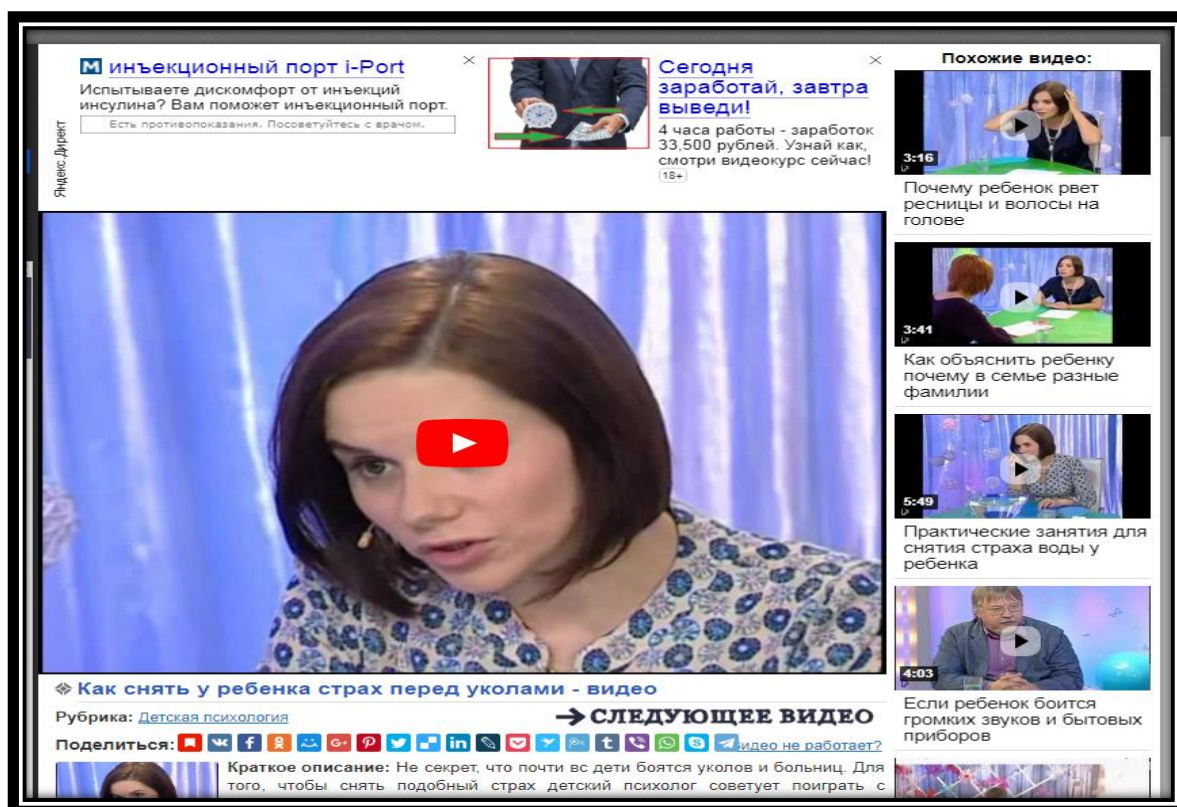 М инъекционный порт i-Port
Испытываете дискомфорт от инъекций
инсулина? Вам поможет инъекционный порт.
Есть противопоказания. Посоветуйтесь с врачом.
Яндекс.Директ
Сегодня
заработай, завтра
выведи!
4 часа работы - заработок
33,500 рублей. Узнай как,
смотри видеокурс сейчас!
18+
Как снять у ребенка страх перед уколами - видео
Рубрика: Детская психология
СЛЕДУЮЩЕЕ ВИДЕО
Поделиться:
идео не работает?
Краткое описание: Не секрет, что почти вс дети боятся уколов и больниц. Для
того, чтобы снять подобный страх детский психолог советует поиграть с
Похожие видео:
3:16
Почему ребенок рвет
ресницы и волосы на
голове
3:41
Как объяснить ребенку
почему в семье разные
фамилии
5:49
Практические занятия для
снятия страха воды у
ребенка
4:03
Если ребенок боится
громких звуков и бытовых
приборов